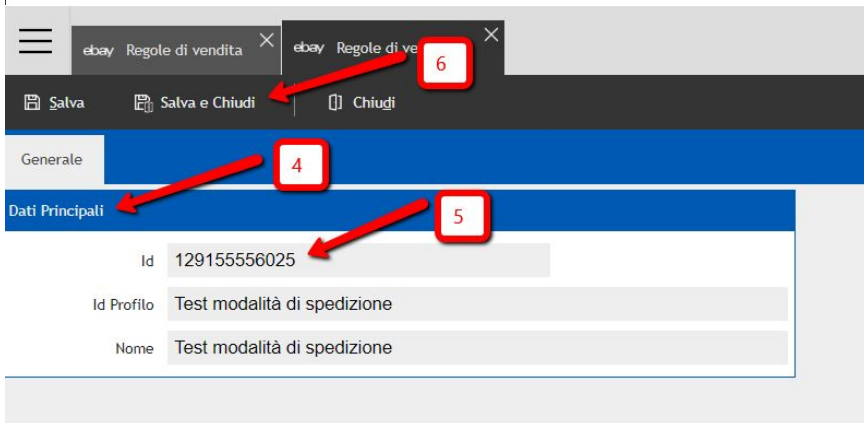 ebay Regole di vendita
ebay Regole di ve
6
Salva
Salva e Chiudi
Chiudi
Generale
4
Dati Principali
5
Id 129155556025
Id Profilo Test modalità di spedizione
Nome Test modalità di spedizione